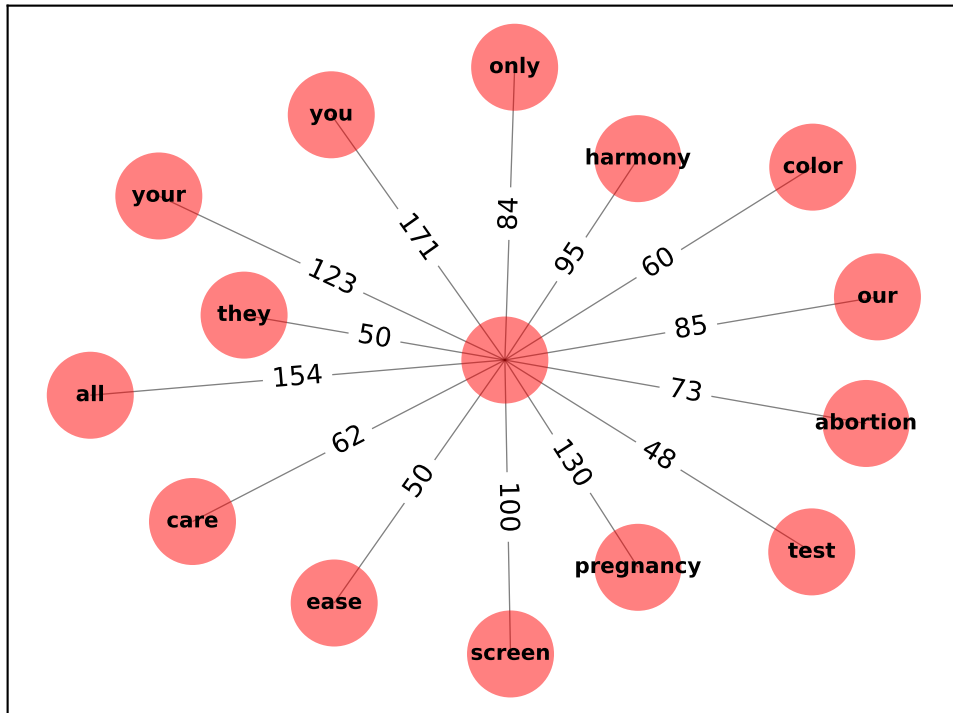 only
you
harmony
color
your
84
171
95
60
123
our
they
50
85
154
73
all
abortion
62
48
130
50
100
care
test
pregnancy
ease
screen